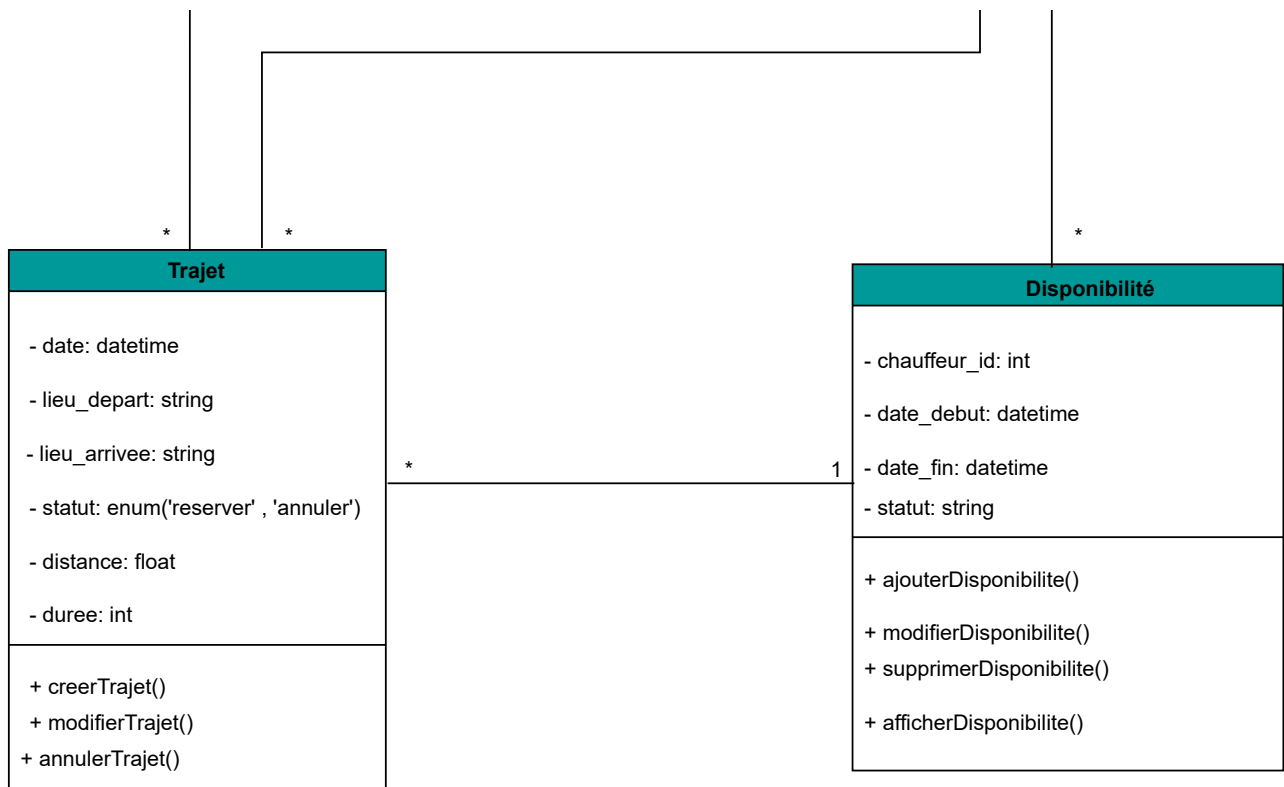 *
*
*
Trajet
- date: datetime
- lieu_depart: string
- lieu_arrivee: string
- statut: enum('reserver' , 'annuler')
- distance: float
- duree: int
+ creerTrajet()
+ modifierTrajet()
+ annulerTrajet()
*
1
Disponibilité
- chauffeur_id: int
- date_debut: datetime
- date_fin: datetime
- statut: string
+ ajouterDisponibilite()
+ modifierDisponibilite()
+ supprimerDisponibilite()
+ afficherDisponibilite()